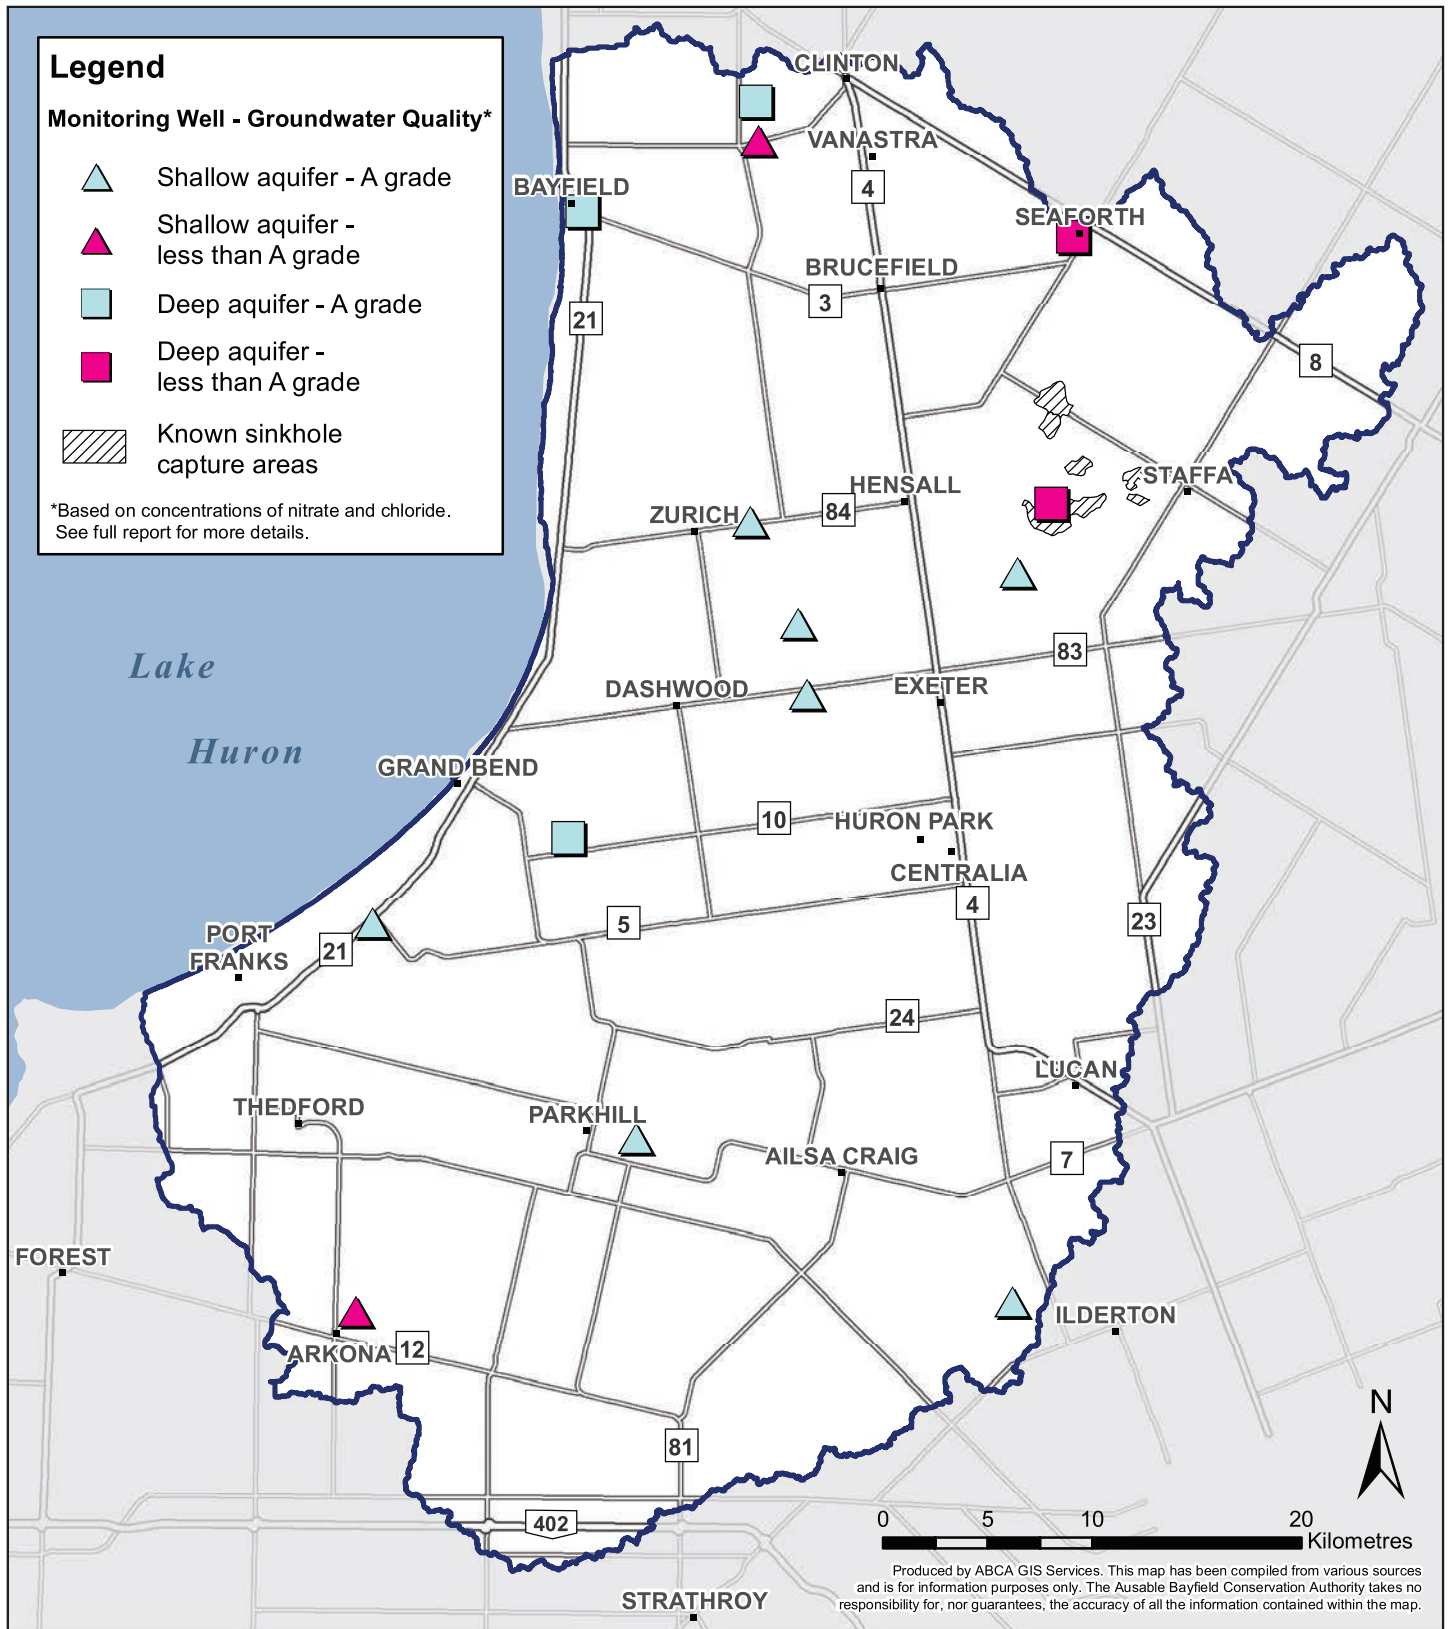 Legend
Monitoring Well - Groundwater Quality*
Shallow aquifer - A grade
Shallow aquifer -
less than A grade
Deep aquifer - A grade
Deep aquifer -
less than A grade
Known sinkhole
capture areas
*Based on concentrations of nitrate and chloride.
See full report for more details.
CLINTON
VANASTRA
4
BAYFIELD
SEAFORTH
BRUCEFIELD
3
21
8
STAFFA
HENSALL
84
ZURICH
83
Lake
Huron
DASHWOOD
EXETER
GRAND BEND
10
HURON PARK
CENTRALIA
4
5
23
PORT
FRANKS
21
24
LUCAN
THEDFORD
PARKHILL
AILSA CRAIG
7
FOREST
ILDERTON
ARKONA
12
81
402
STRATHROY
N
0 5 10 20
Kilometres
Produced by ABCA GIS Services. This map has been compiled from various sources
and is for information purposes only. The Ausable Bayfield Conservation Authority takes no
responsibility for, nor guarantees, the accuracy of all the information contained within the map.